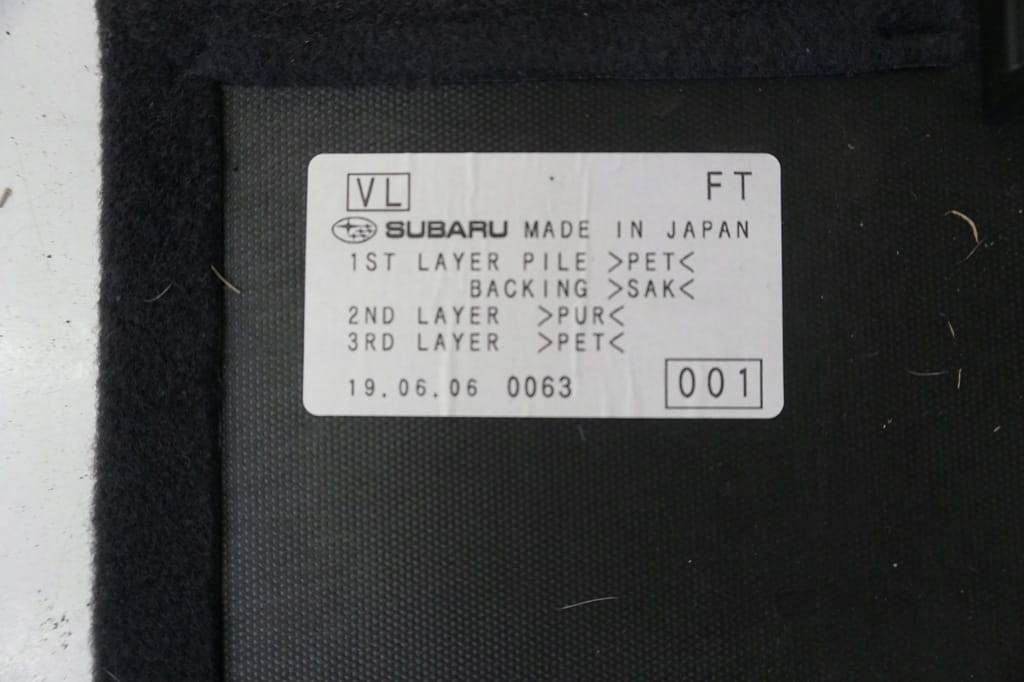 VL FT
SUBARU MADE IN JAPAN
1ST LAYER PILE >PET<
BACKING >SAK<
2ND LAYER >PUR<
3RD LAYER >PET<
19.06.06 0063 001